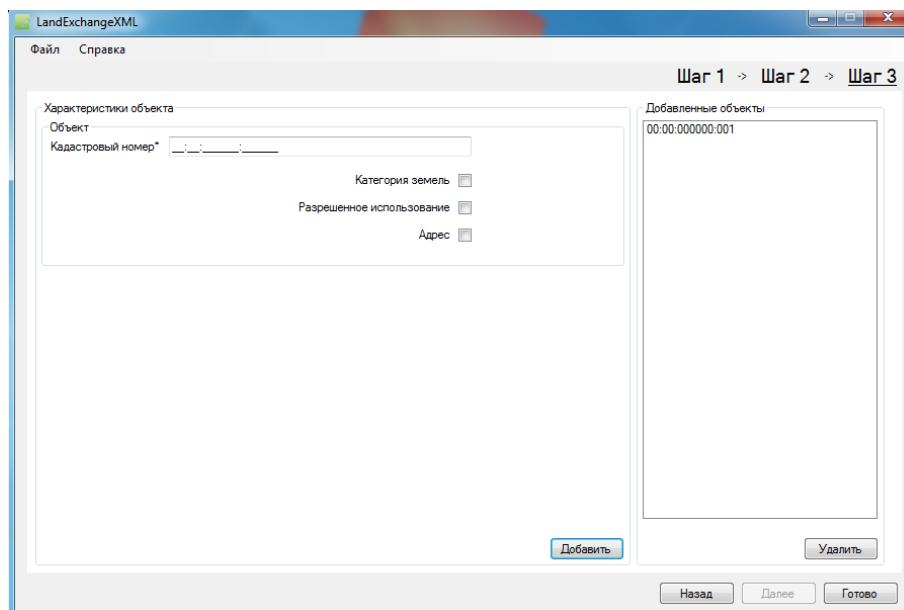 LandExchangeXML
Файл Справка
Шаг 1 -> Шаг 2 -> Шаг 3
Характеристики объекта
Объект
Кадастровый номер* __:__:______:_____
Категория земель
Разрешенное использование
Адрес
Добавить
Добавленные объекты
00:00:000000:001
Удалить
Назад Далее Готово